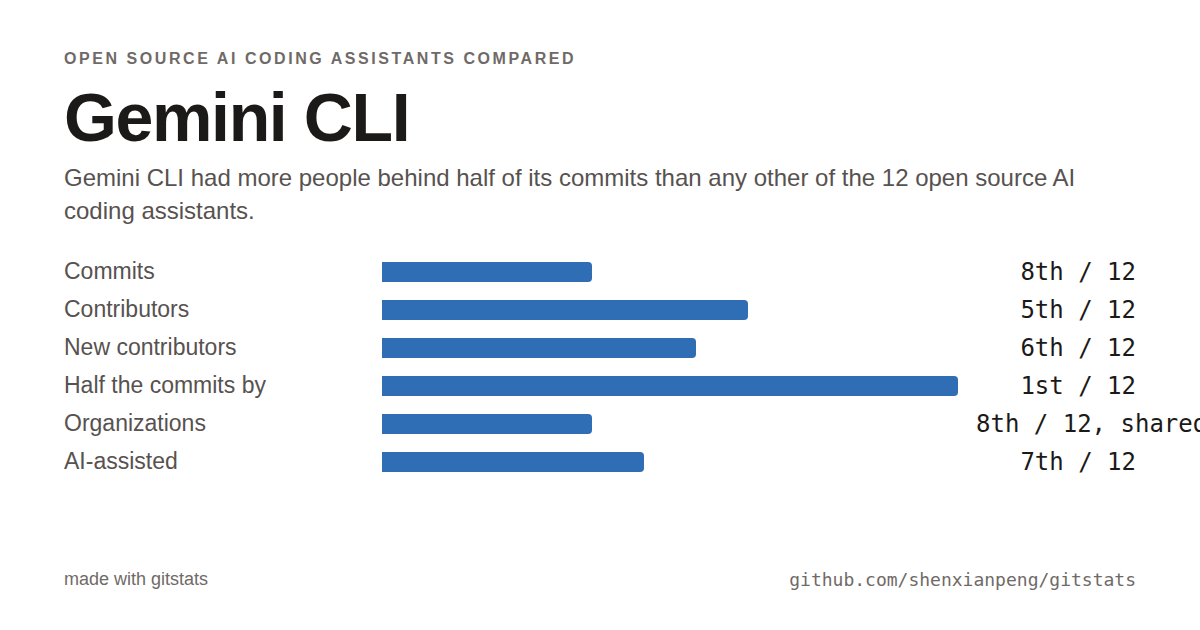 OPEN SOURCE AI CODING ASSISTANTS COMPARED
Gemini CLI
Gemini CLI had more people behind half of its commits than any other of the 12 open source AI
coding assistants.
Commits 8th / 12
Contributors 5th / 12
New contributors 6th / 12
Half the commits by 1st / 12
Organizations 8th / 12, shared
AI-assisted 7th / 12
made with gitstats github.com/shenxianpeng/gitstats